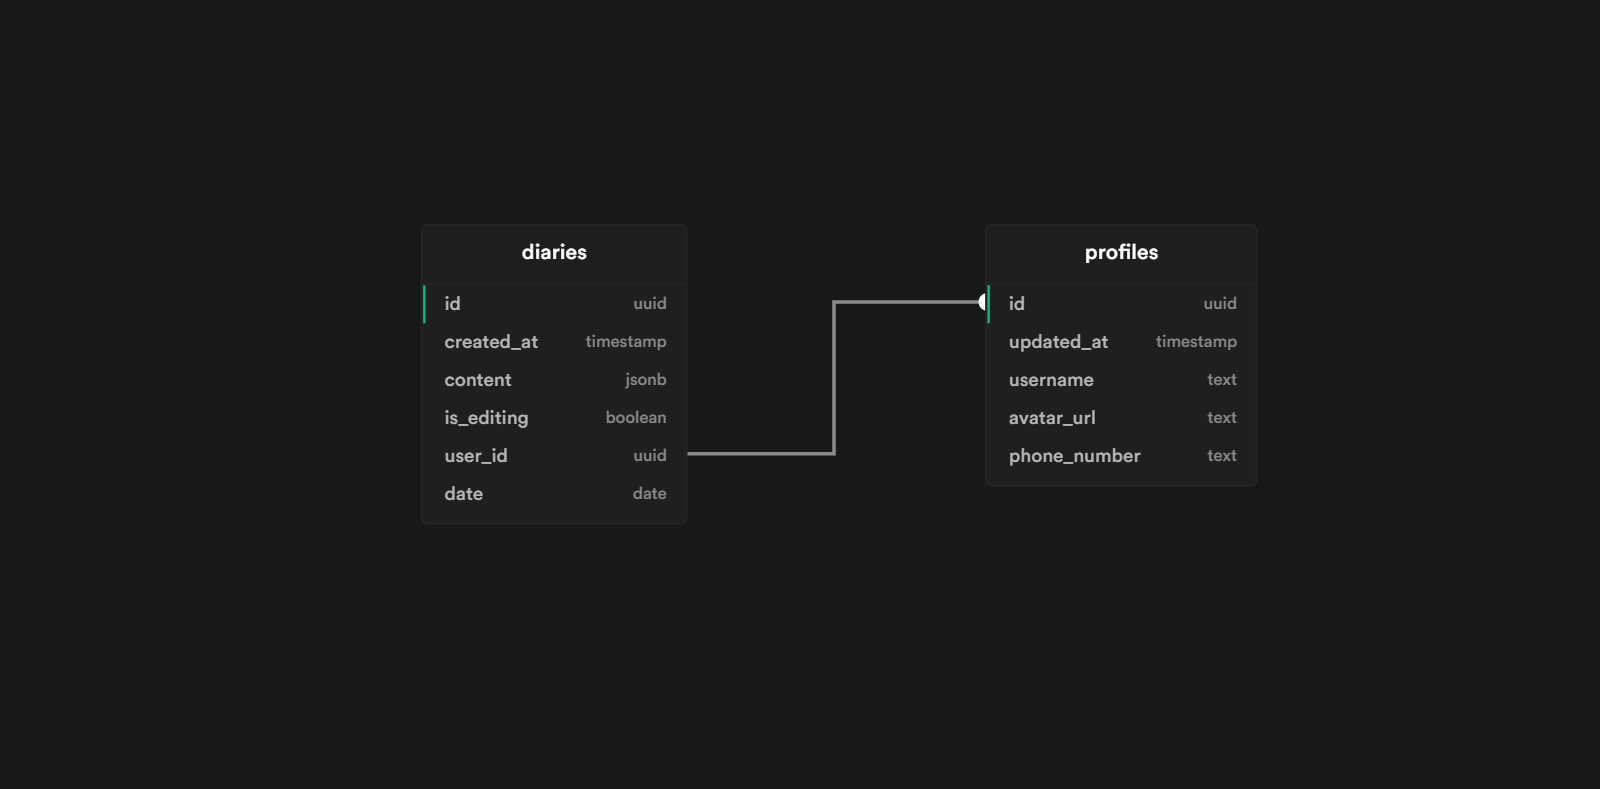 diaries
id uuid
created_at timestamp
content jsonb
is_editing boolean
user_id uuid
date date
profiles
id uuid
updated_at timestamp
username text
avatar_url text
phone_number text